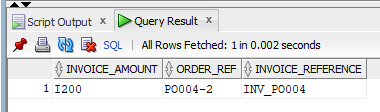 Script Output × Query Result ×
SQL | All Rows Fetched: 1 in 0.002 seconds
INVOICE_AMOUNT ORDER_REF INVOICE_REFERENCE
1 I200 PO004-2 INV_PO004